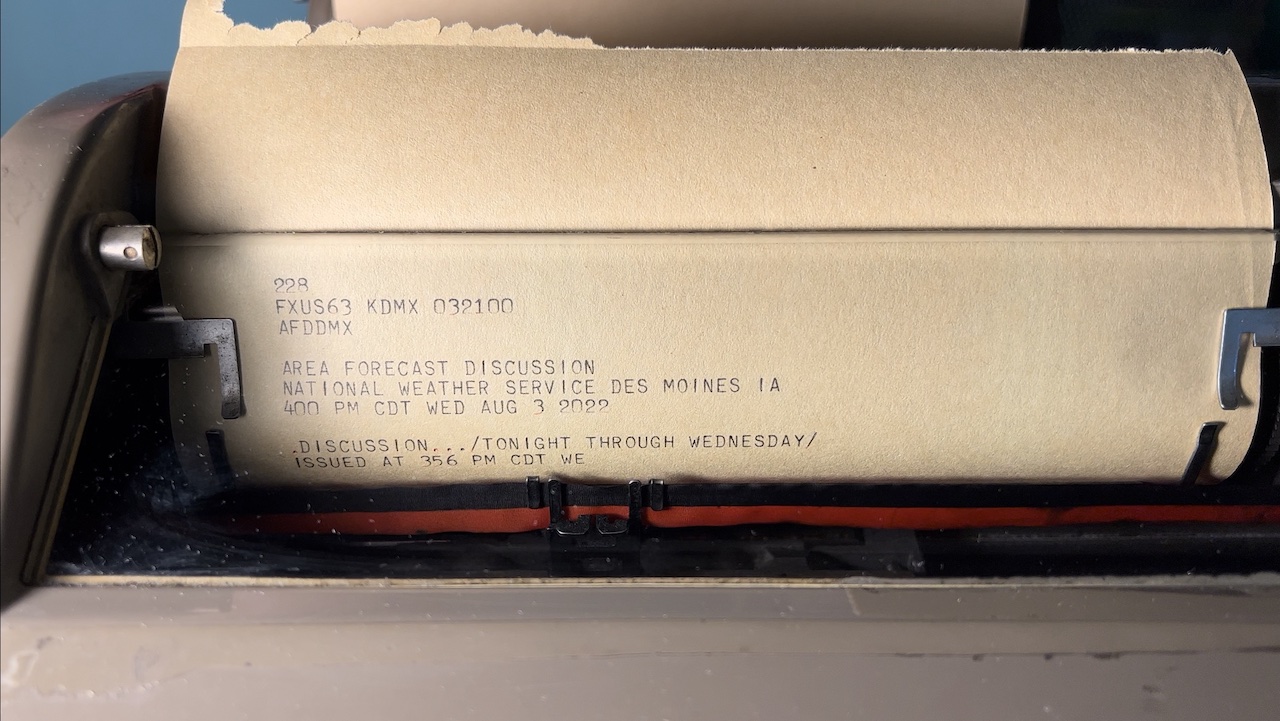 228
FXUS63 KDMX 032100
AFDDMX
AREA FORECAST DISCUSSION
NATIONAL WEATHER SERVICE DES MOINES IA
400 PM CDT WED AUG 3 2022
.DISCUSSION.../TONIGHT THROUGH WEDNESDAY/
ISSUED AT 356 PM CDT WE